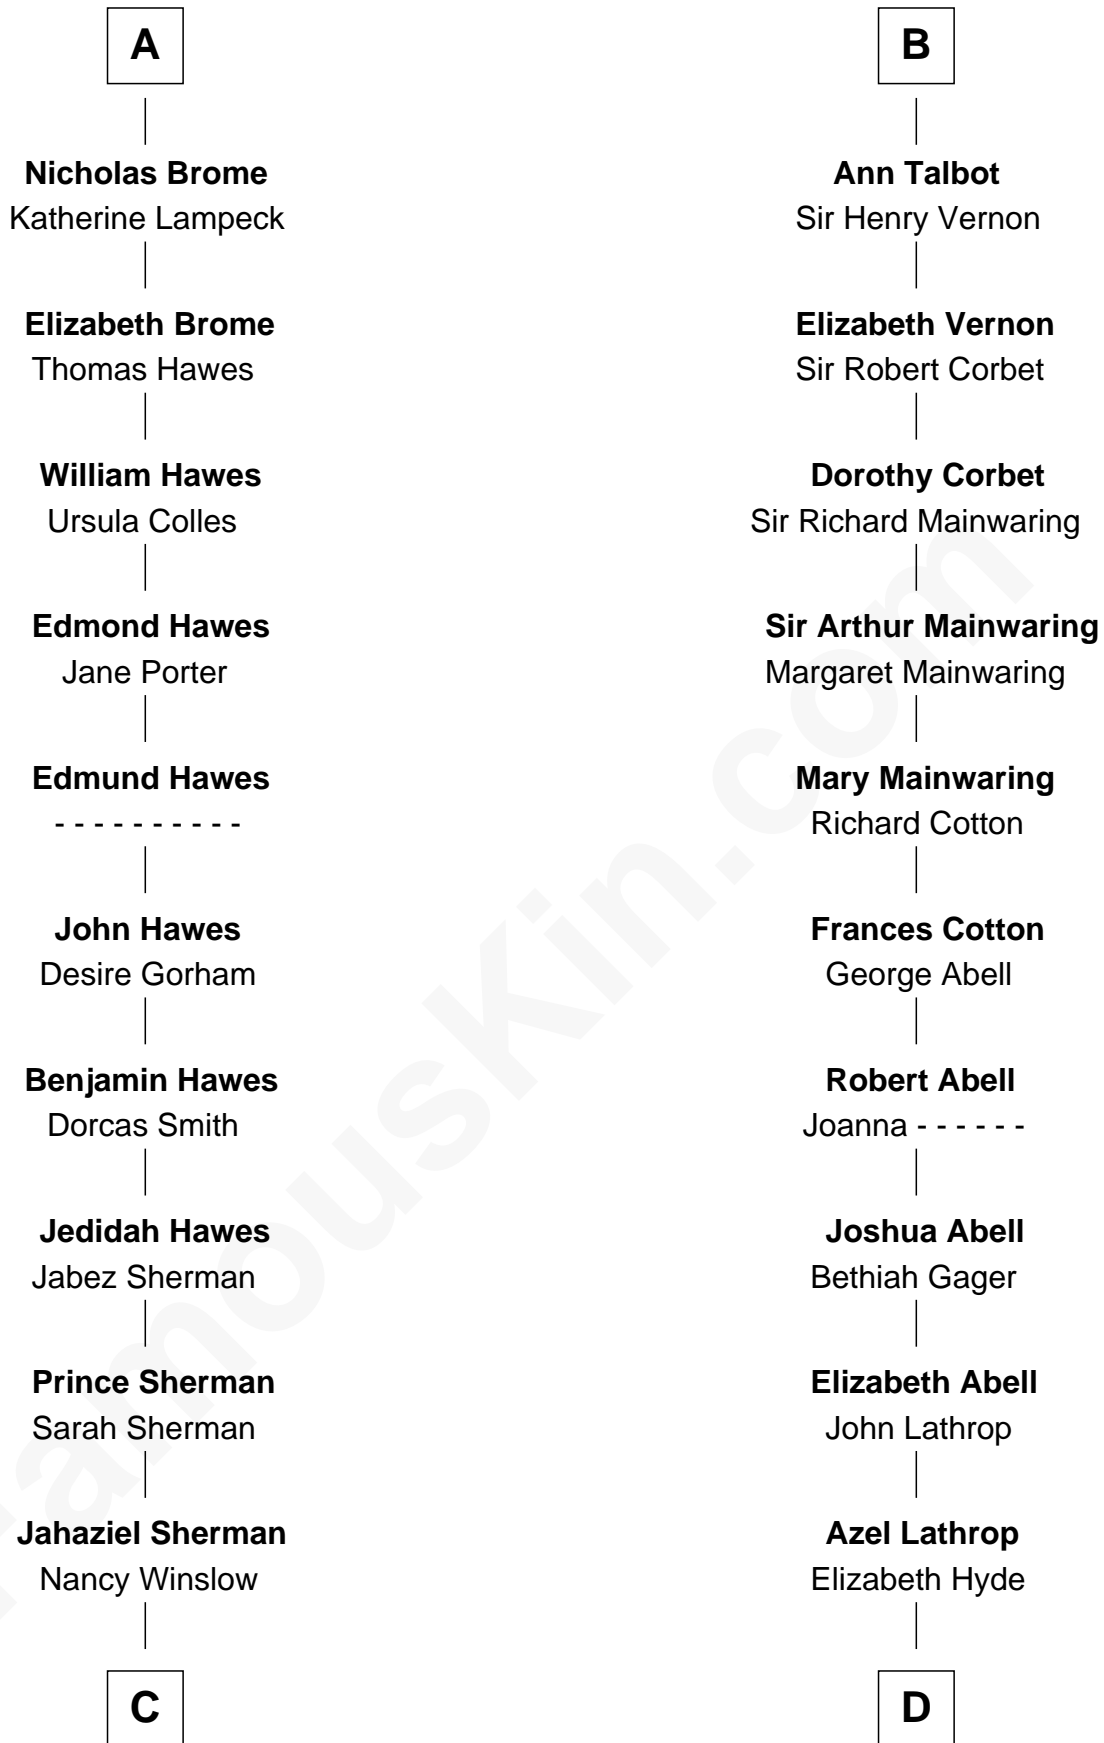 A
Nicholas Brome
Katherine Lampeck
Elizabeth Brome
Thomas Hawes
William Hawes
Ursula Colles
Edmond Hawes
Jane Porter
Edmund Hawes
- - - - - - - - - -
John Hawes
Desire Gorham
Benjamin Hawes
Dorcas Smith
Jedidah Hawes
Jabez Sherman
Prince Sherman
Sarah Sherman
Jahaziel Sherman
Nancy Winslow
C
B
Ann Talbot
Sir Henry Vernon
Elizabeth Vernon
Sir Robert Corbet
Dorothy Corbet
Sir Richard Mainwaring
Sir Arthur Mainwaring
Margaret Mainwaring
Mary Mainwaring
Richard Cotton
Frances Cotton
George Abell
Robert Abell
Joanna - - - - - -
Joshua Abell
Bethiah Gager
Elizabeth Abell
John Lathrop
Azel Lathrop
Elizabeth Hyde
D
FamousKin.com